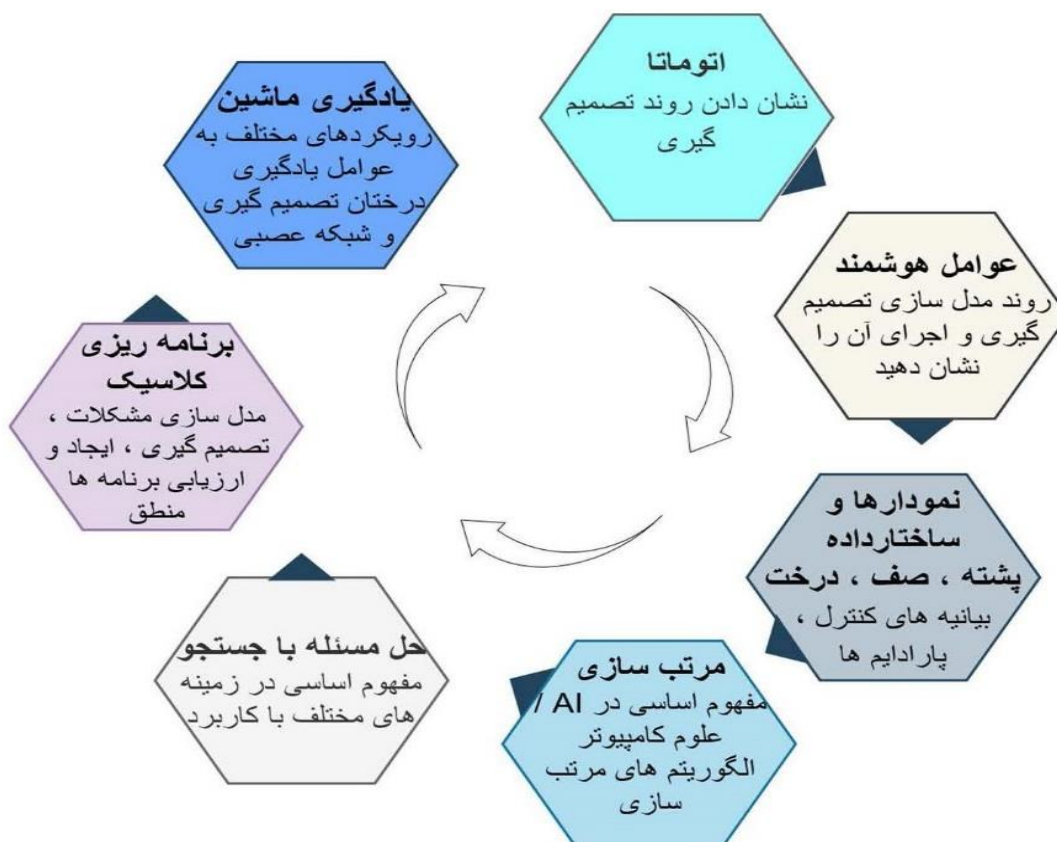 اتوماتا
نشان دادن روند تصمیم
گیری
عوامل هوشمند
روند مدل سازی تصمیم
گیری و اجرای آن را
نشان دهید
نمودارها و
ساختارداده
پشته ، صف ، درخت
بیانیه های کنترل ،
پارادایم ها
مرتب سازی
مفهوم اساسی در AI /
علوم کامپیوتر
الگوریتم های مرتب
سازی
حل مسئله با جستجو
مفهوم اساسی در زمینه
های مختلف با کاربرد
برنامه ریزی
کلاسیک
مدل سازی مشکلات ،
تصمیم گیری ، ایجاد و
ارزیابی برنامه ها
منطق
یادگیری ماشین
رویکردهای مختلف به
عوامل یادگیری
درختان تصمیم گیری
و شبکه عصبی